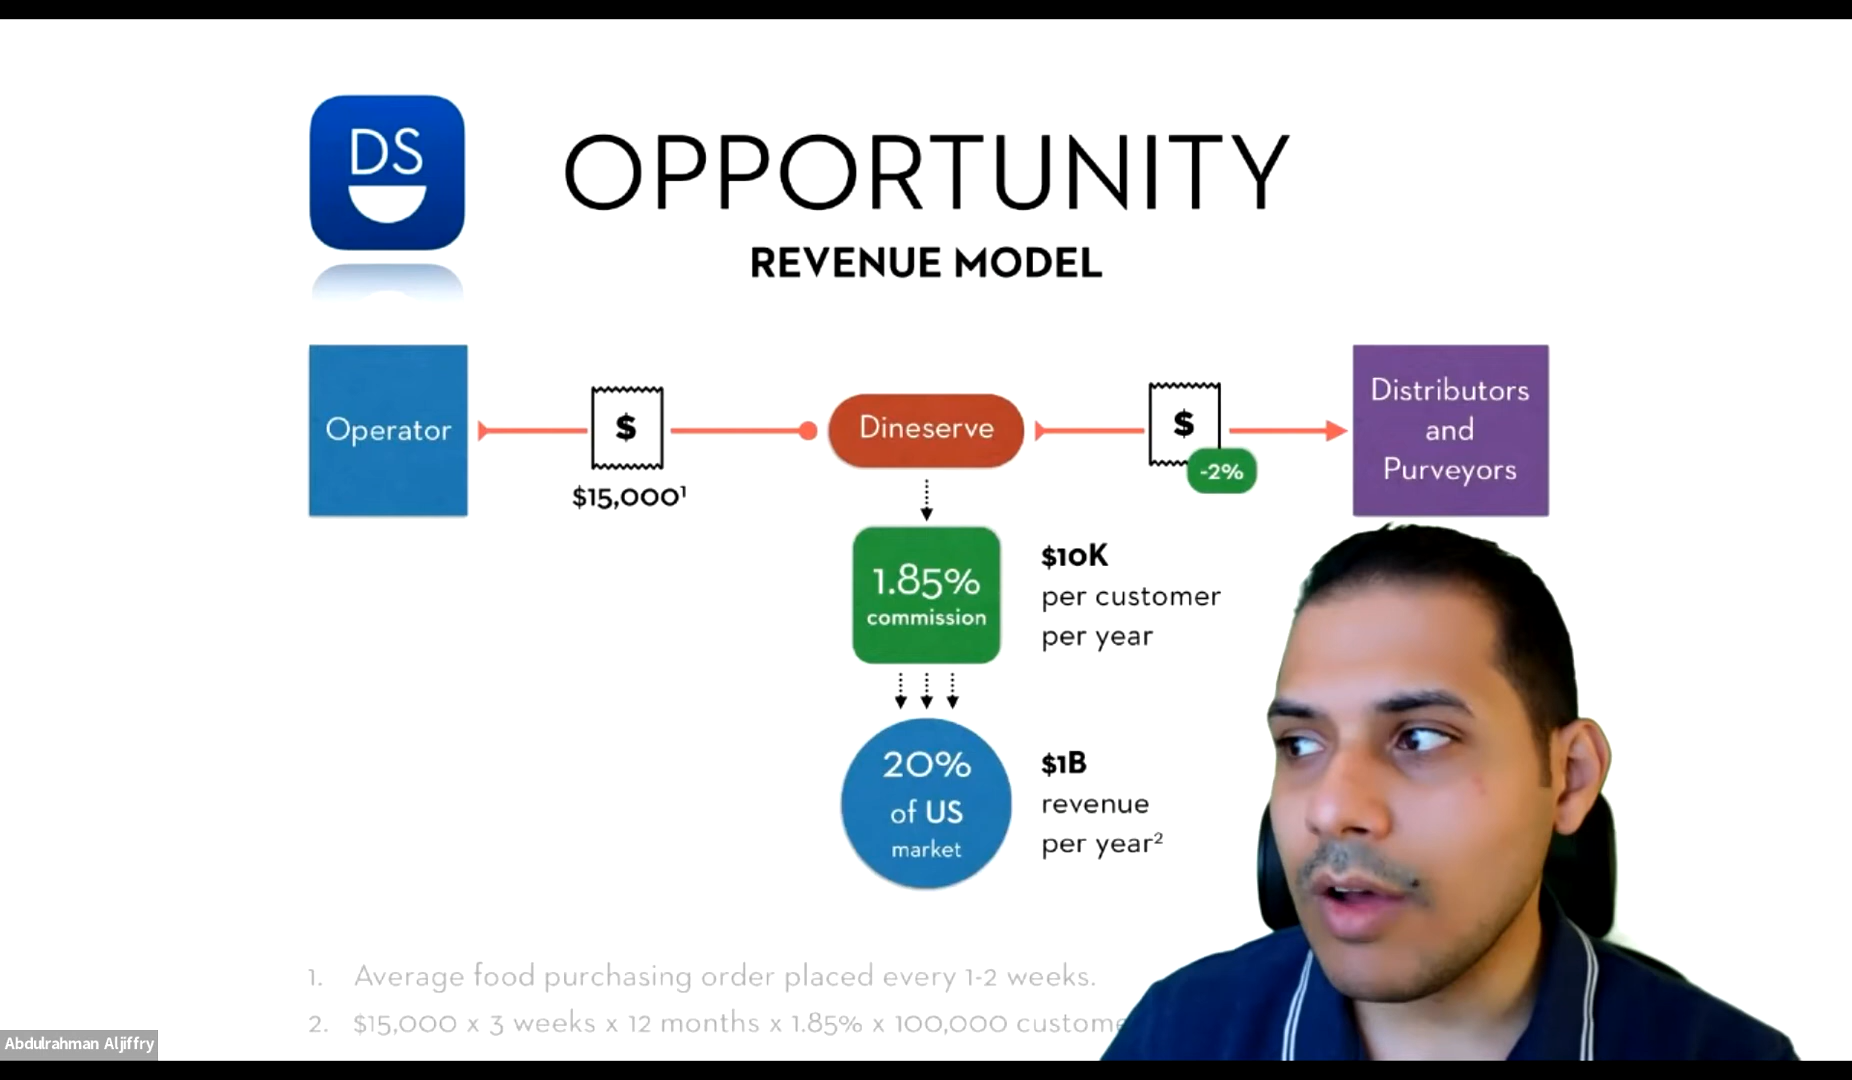 DS
OPPORTUNITY
REVENUE MODEL
Operator
$
$15,000¹
Dineserve
$
-2%
Distributors
and
Purveyors
1.85%
commission
$10K
per customer
per year
20%
of US
market
$1B
revenue
per year²
1. Average food purchasing order placed every 1-2 weeks.
2. $15,000 x 3 weeks x 12 months x 1.85% x 100,000
Abdulrahman Aljiffry